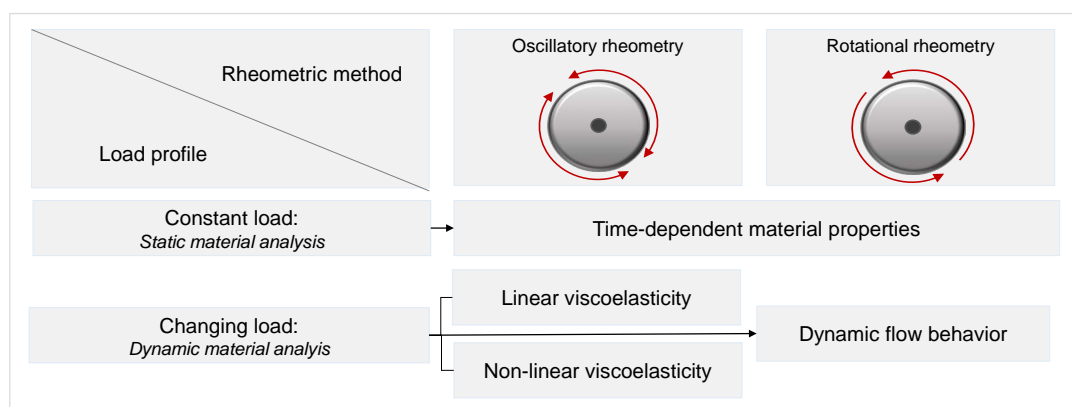 Rheometric method
Load profile
Oscillatory rheometry
Rotational rheometry
Constant load:
Static material analysis
Time-dependent material properties
Changing load:
Dynamic material analyis
Linear viscoelasticity
Non-linear viscoelasticity
Dynamic flow behavior